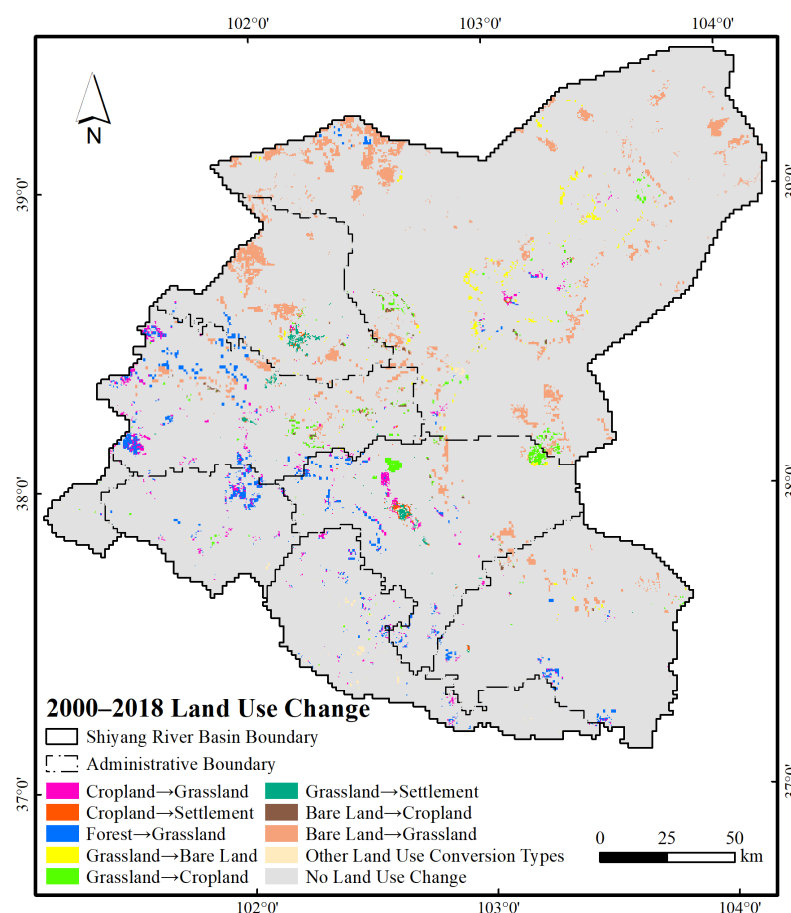 102°0' 103°0' 104°0'
N
39°0' 39°0'
38°0' 38°0'
2000–2018 Land Use Change
Shiyang River Basin Boundary
Administrative Boundary
Cropland→Grassland Grassland→Settlement
Cropland→Settlement Bare Land→Cropland
Forest→Grassland Bare Land→Grassland
Grassland→Bare Land Other Land Use Conversion Types
Grassland→Cropland No Land Use Change
0 25 50
km
37°0' 37°0'
102°0' 103°0' 104°0'